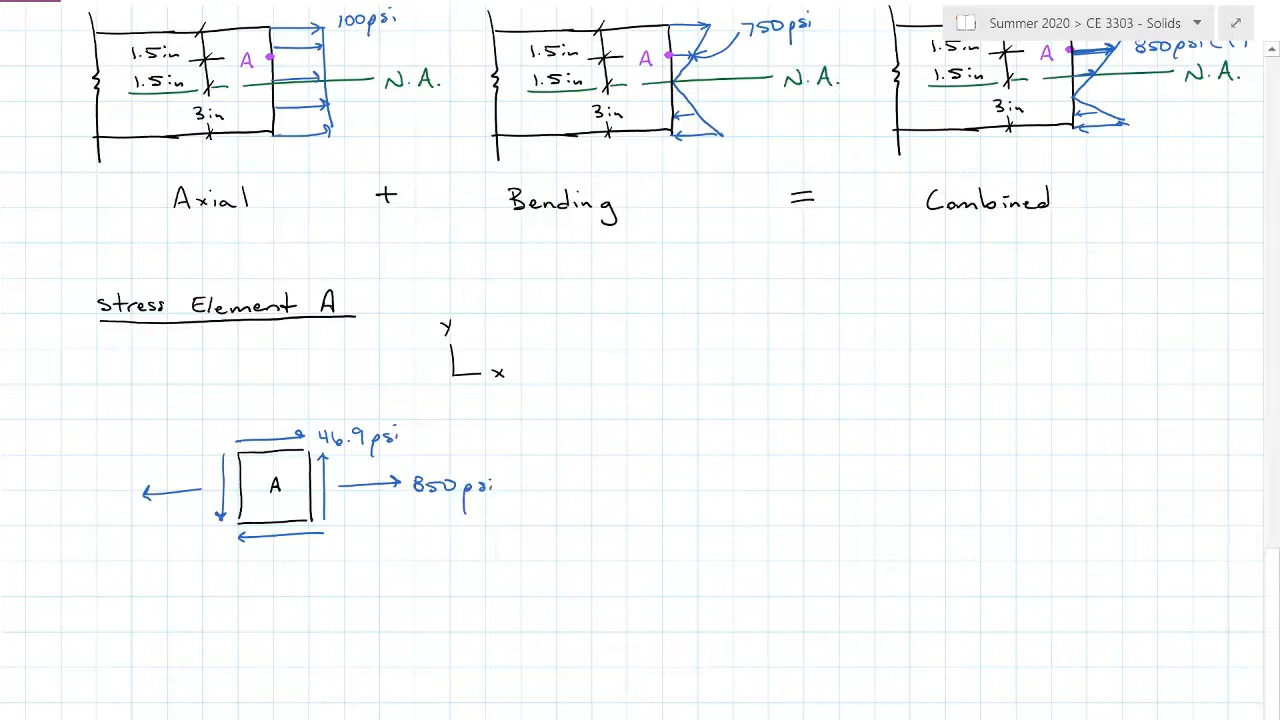 Summer 2020 > CE 3303 - Solids
100psi
1.5in
A
1.5in
N.A.
3in
750psi
1.5in
A
1.5in
N.A.
3in
850psi
1.5in
A
1.5in
N.A.
3in
Axial + Bending = Combined
Stress Element A
y
x
46.9psi
A
850psi